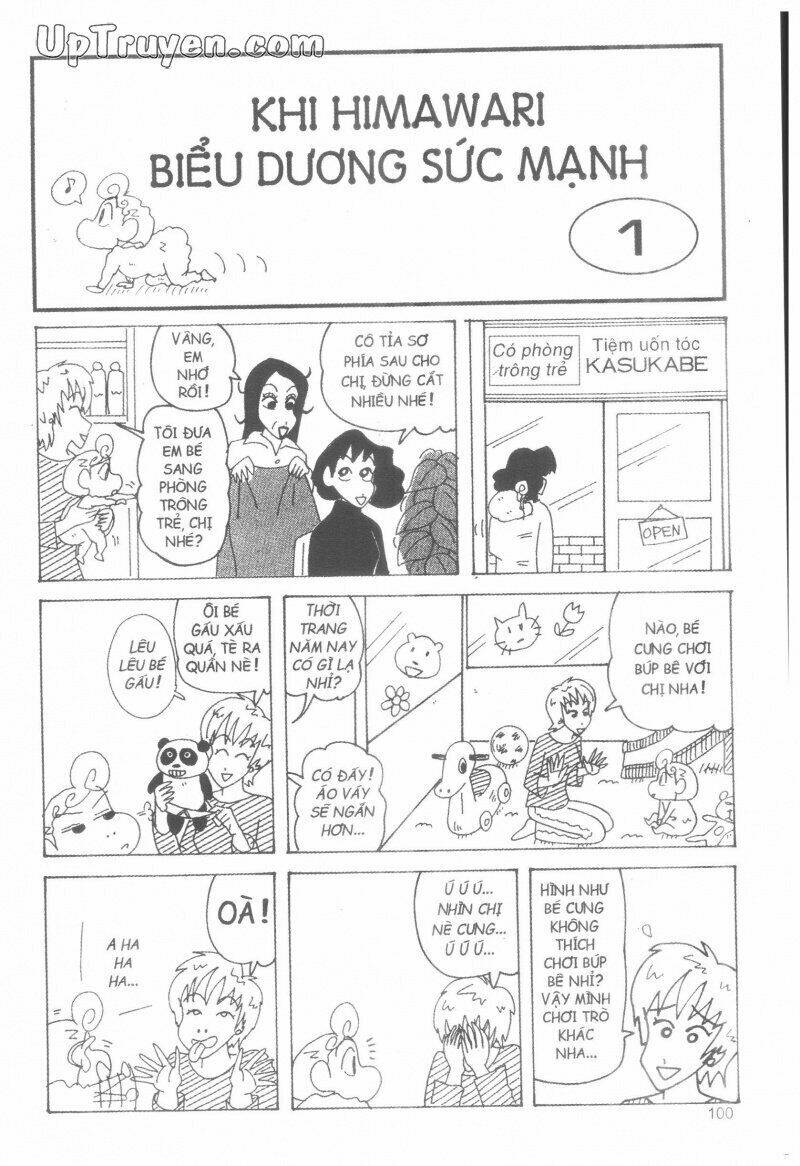 UpTruyen.com
KHI HIMAWARI
BIỂU DƯƠNG SỨC MẠNH
1
Có phòng
trông trẻ
Tiệm uốn tóc
KASUKABE
OPEN
CÔ TỈA SƠ
PHÍA SAU CHO
CHỊ, ĐỪNG CẮT
NHIỀU NHÉ!
VÂNG,
EM
NHỚ
RỒI!
TÔI ĐƯA
EM BÉ
SANG
PHÒNG
TRÔNG
TRẺ, CHỊ
NHÉ?
NÀO, BÉ
CƯNG CHƠI
BÚP BÊ VỚI
CHỊ NHA!
THỜI
TRANG
NĂM NAY
CÓ GÌ LẠ
NHỈ?
CÓ ĐẤY!
ÁO VÁY
SẼ NGẮN
HƠN...
ÔI BÉ
GẤU XẤU
QUÁ, TÈ RA
QUẦN NÈ!
LÊU
LÊU BÉ
GẤU!
HÌNH NHƯ
BÉ CƯNG
KHÔNG
THÍCH
CHƠI BÚP
BÊ NHỈ?
VẬY MÌNH
CHƠI TRÒ
KHÁC
NHA...
Ú Ú Ú...
NHÌN CHỊ
NÈ CƯNG...
Ú Ú Ú...
OÀ!
A HA
HA
HA...
100